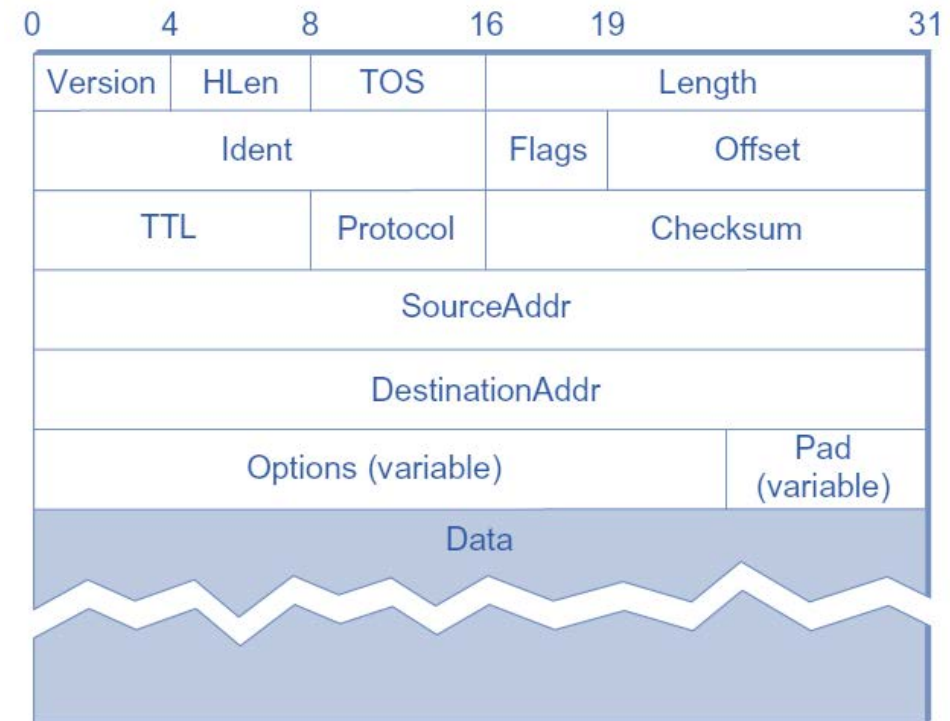 0 4 8 16 19 31
Version HLen TOS Length
Ident Flags Offset
TTL Protocol Checksum
SourceAddr
DestinationAddr
Options (variable) Pad
(variable)
Data